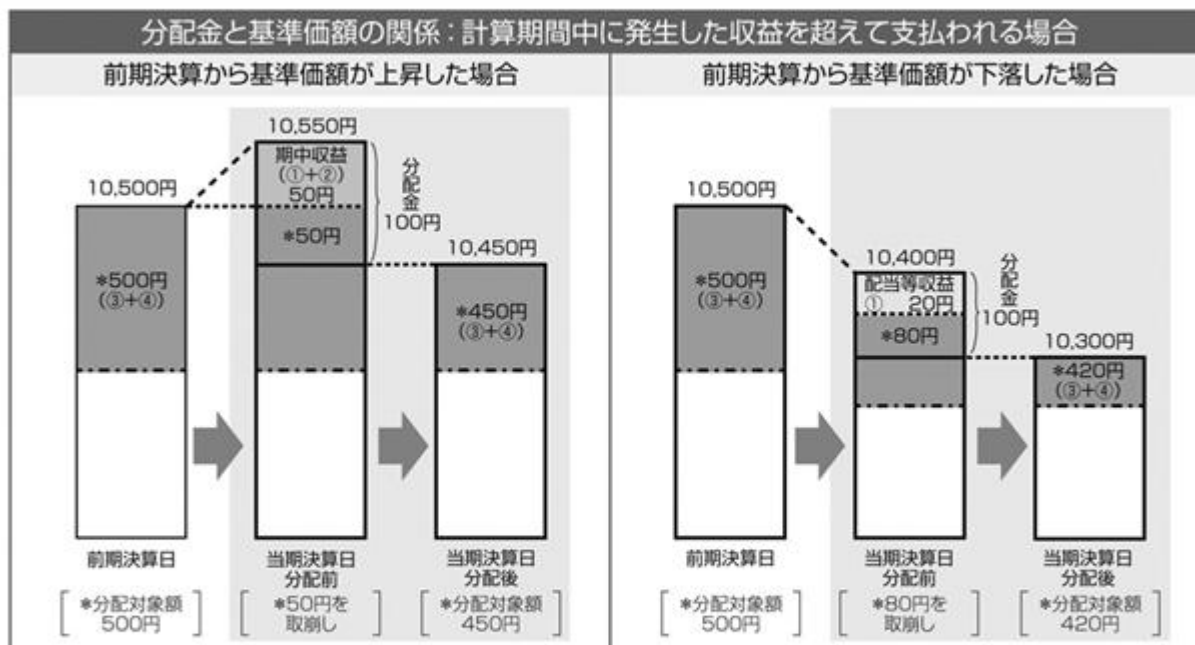 分配金と基準価額の関係：計算期間中に発生した収益を超えて支払われる場合
前期決算から基準価額が上昇した場合
10,500円
*500円
(③+④)
前期決算日
*分配対象額
500円
10,550円
期中収益
(①+②)
50円
*50円
分配金
100円
当期決算日
分配前
*50円を
取崩し
10,450円
*450円
(③+④)
当期決算日
分配後
*分配対象額
450円
前期決算から基準価額が下落した場合
10,500円
*500円
(③+④)
前期決算日
*分配対象額
500円
10,400円
配当等収益
① 20円
*80円
分配金
100円
当期決算日
分配前
*80円を
取崩し
10,300円
*420円
(③+④)
当期決算日
分配後
*分配対象額
420円